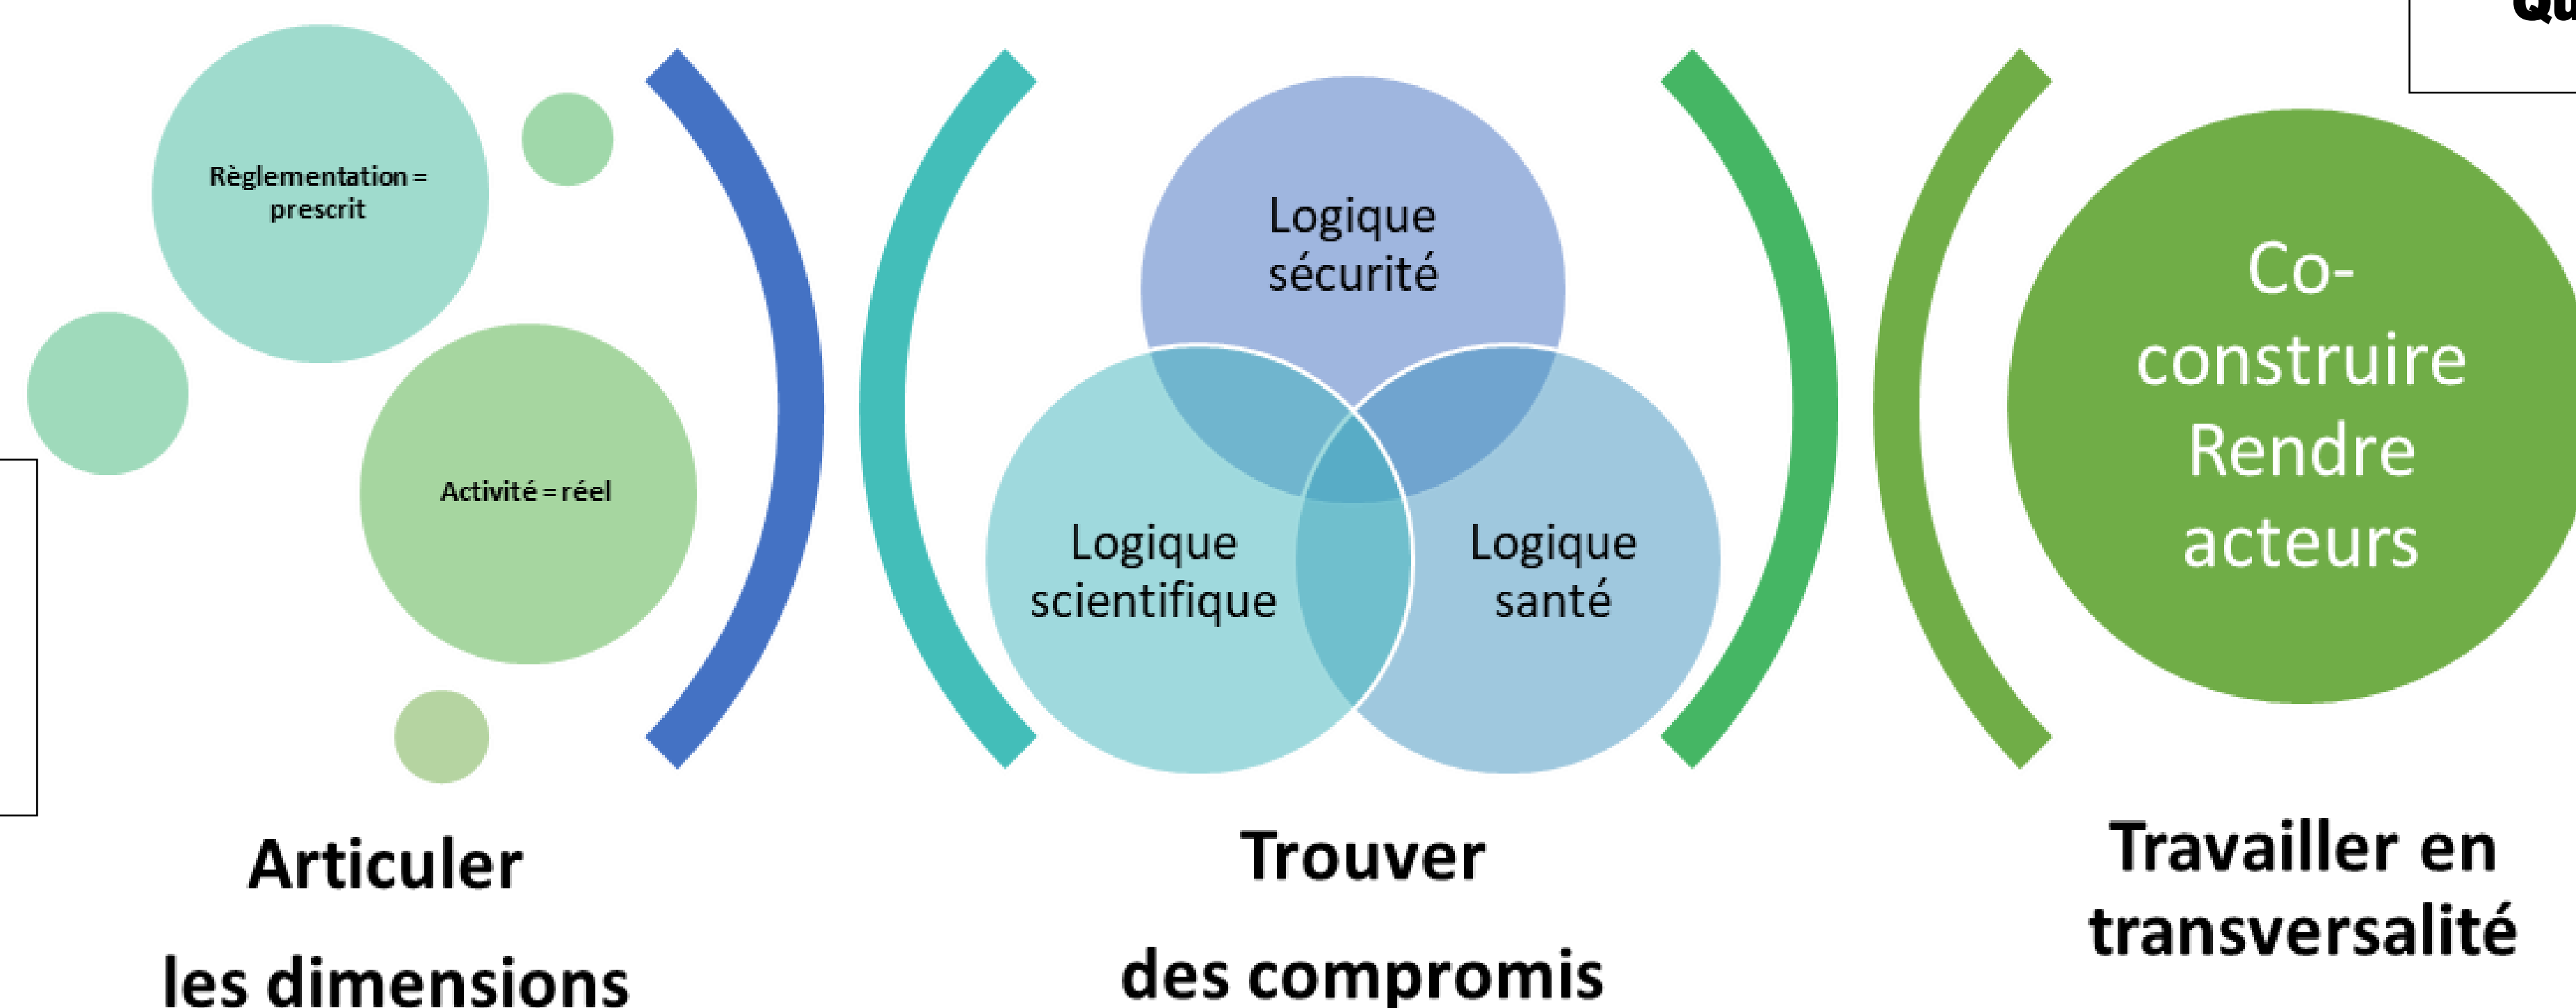 Règlementation =
prescrit
Activité = réel
Articuler
les dimensions
Logique
sécurité
Logique
scientifique
Logique
santé
Trouver
des compromis
Co-
construire
Rendre
acteurs
Travailler en
transversalité